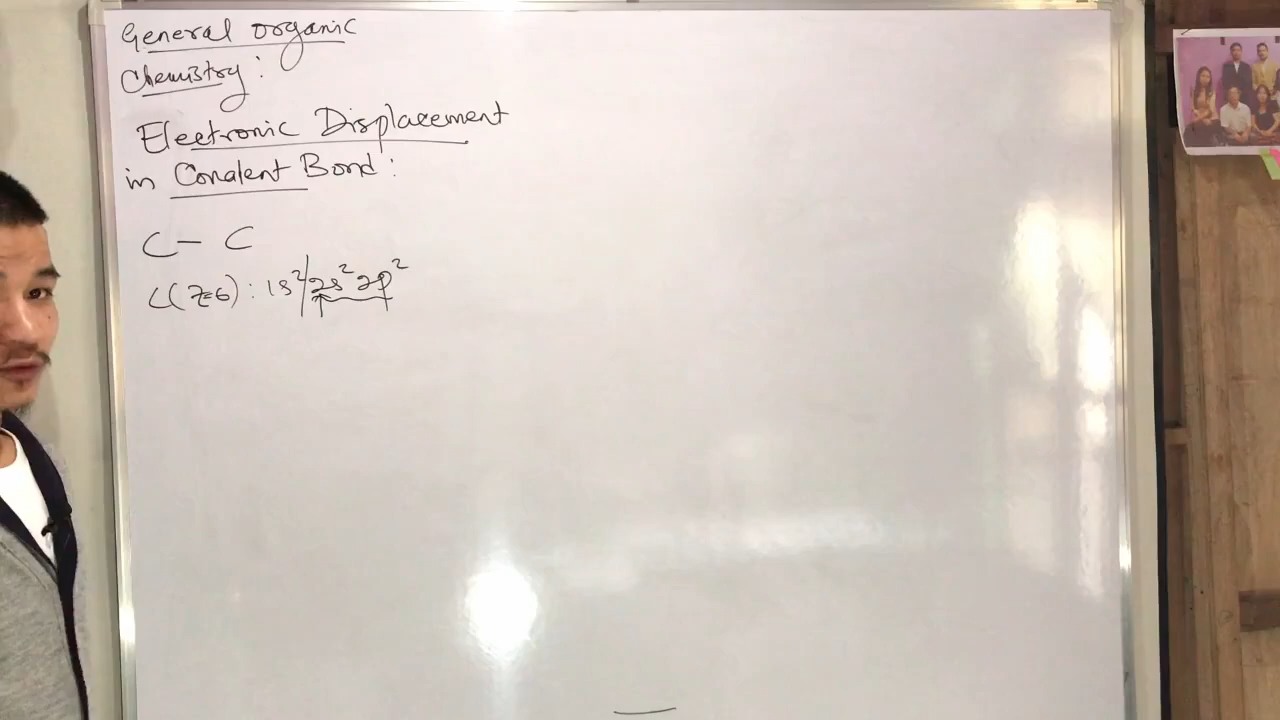 General Organic
Chemistry:
Electronic Displacement
in Covalent Bond:
C – C
C(Z=6): 1s²/2s² 2p²